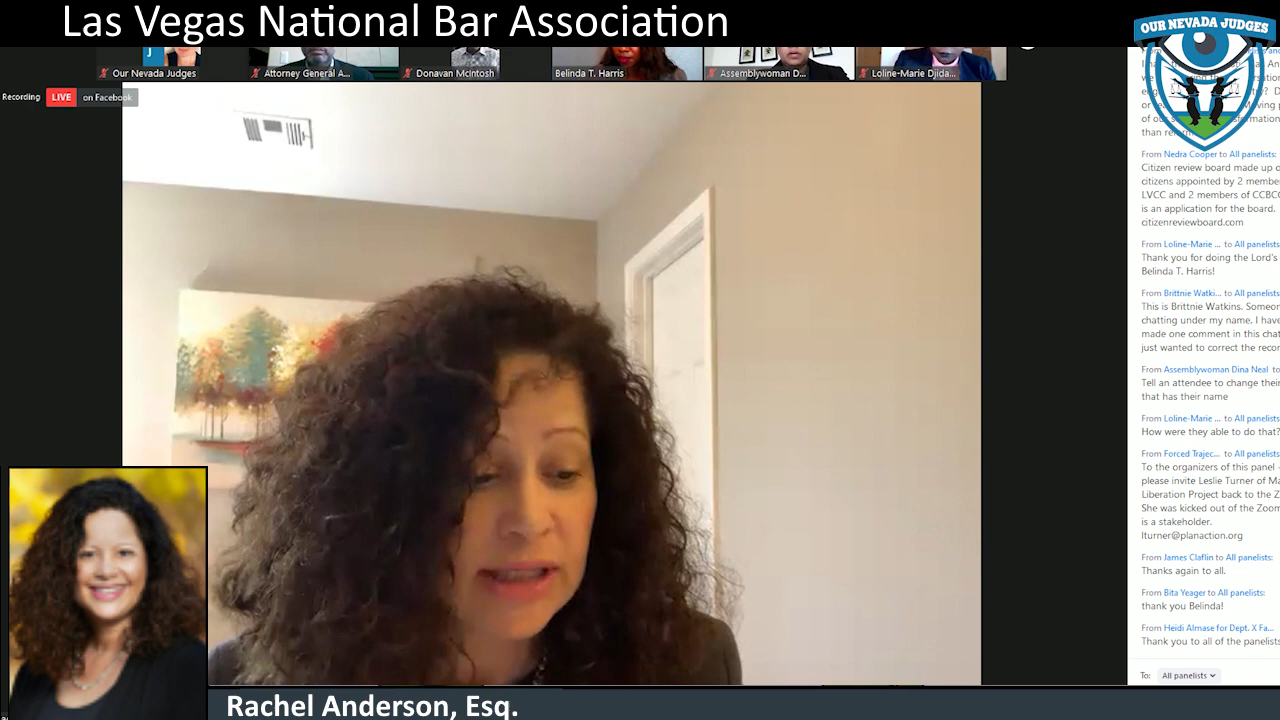 Las Vegas National Bar Association
OUR NEVADA JUDGES
Our Nevada Judges
Attorney General A...
Donavan McIntosh
Belinda T. Harris
Assemblywoman D...
Loline-Marie Djida...
Recording
LIVE
on Facebook
than
From Nedra Cooper to All panelists:
Citizen review board made up o
citizens appointed by 2 membe
LVCC and 2 members of CCBCC
is an application for the board.
citizenreviewboard.com
From Loline-Marie ... to All panelists
Thank you for doing the Lord's
Belinda T. Harris!
From Brittnie Watki... to All panelists
This is Brittnie Watkins. Someon
chatting under my name. I have
made one comment in this chat
just wanted to correct the recor
From Assemblywoman Dina Neal to
Tell an attendee to change their
that has their name
From Loline-Marie ... to All panelists
How were they able to do that?
From Forced Trajec... to All panelists
To the organizers of this panel -
please invite Leslie Turner of Ma
Liberation Project back to the Z
She was kicked out of the Zoom
is a stakeholder.
lturner@planaction.org
From James Claflin to All panelists:
Thanks again to all.
From Bita Yeager to All panelists:
thank you Belinda!
From Heidi Almase for Dept. X Fa...
Thank you to all of the panelists
To: All panelists
Rachel Anderson, Esq.